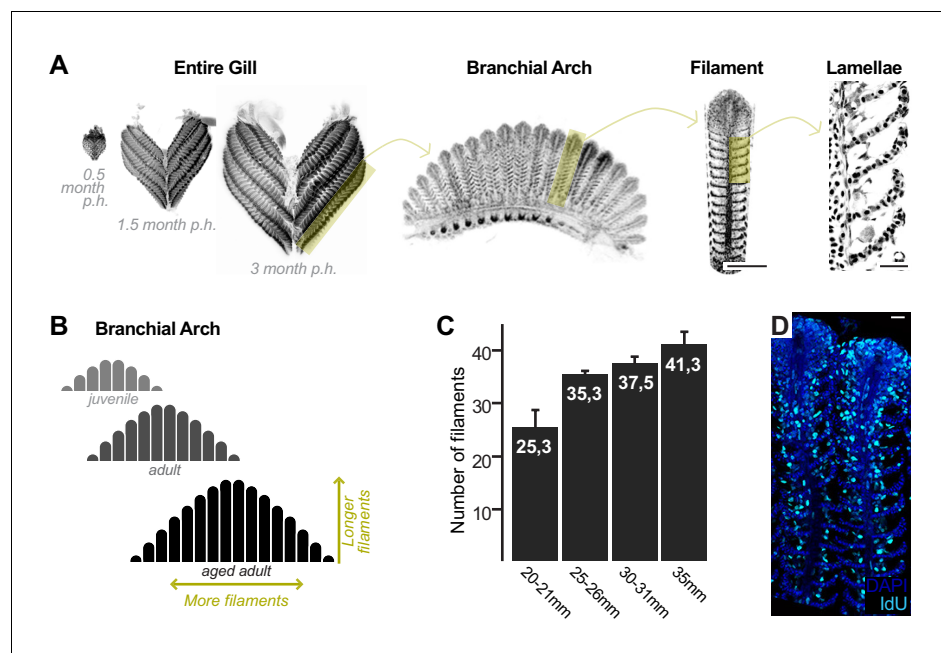 A
Entire Gill
Branchial Arch
Filament
Lamellae
0.5
month
p.h.
1.5 month p.h.
3 month p.h.
B
Branchial Arch
juvenile
adult
aged adult
Longer
filaments
More filaments
C
Number of filaments
40
30
20
10
25,3
35,3
37,5
41,3
20-21mm
25-26mm
30-31mm
35mm
D
DAPI
IdU